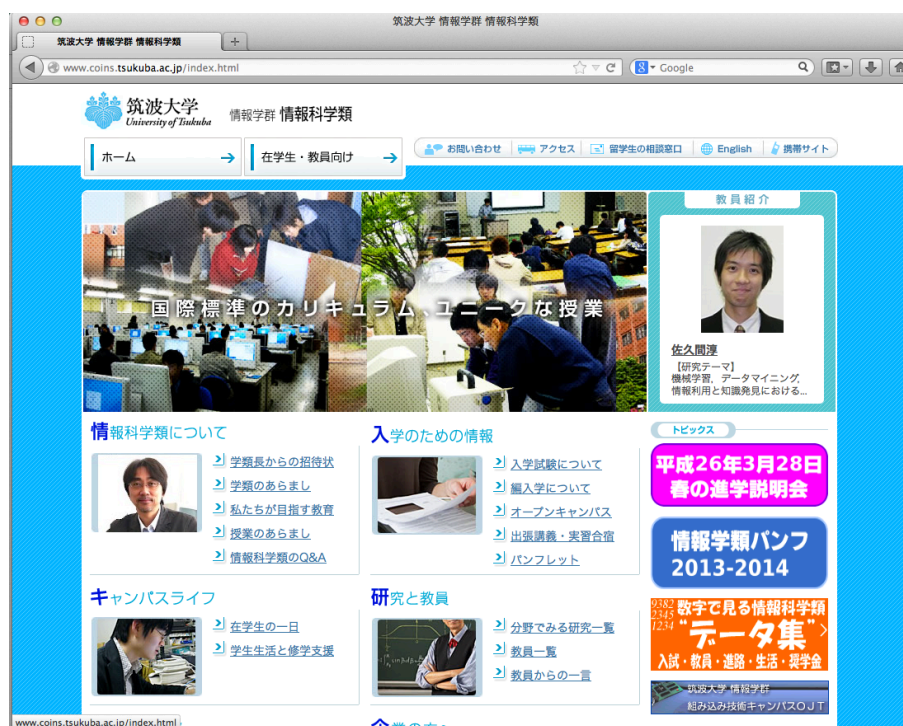 筑波大学 情報学群 情報科学類
筑波大学 情報学群 情報科学類
www.coins.tsukuba.ac.jp/index.html
Google
筑波大学
University of Tsukuba
情報学群 情報科学類
ホーム
在学生・教員向け
お問い合わせ
アクセス
留学生の相談窓口
English
携帯サイト
国際標準のカリキュラム、ユニークな授業
教員紹介
佐久間淳
【研究テーマ】
機械学習, データマイニング,
情報利用と知識発見における...
情報科学類について
学類長からの招待状
学類のあらまし
私たちが目指す教育
授業のあらまし
情報科学類のQ&A
入学のための情報
入学試験について
編入学について
オープンキャンパス
出張講義・実習合宿
パンフレット
トピックス
平成26年3月28日
春の進学説明会
情報学類パンフ
2013-2014
9382
2345
1234
数字で見る情報科学類
“データ集”
入試・教員・進路・生活・奨学金
筑波大学 情報学群
組み込み技術キャンパスOJT
キャンパスライフ
在学生の一日
学生生活と修学支援
研究と教員
分野でみる研究一覧
教員一覧
教員からの一言
www.coins.tsukuba.ac.jp/index.html